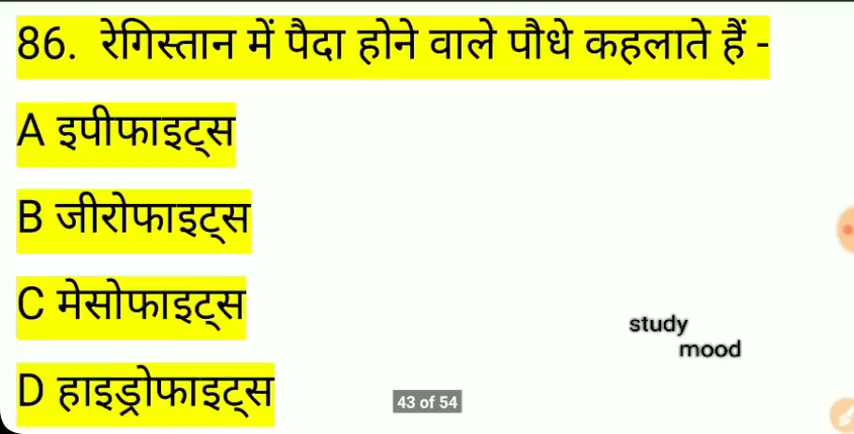 86. रेगिस्तान में पैदा होने वाले पौधे कहलाते हैं -
A इपीफाइट्स
B जीरोफाइट्स
C मेसोफाइट्स
study
mood
D हाइड्रोफाइट्स
43 of 54